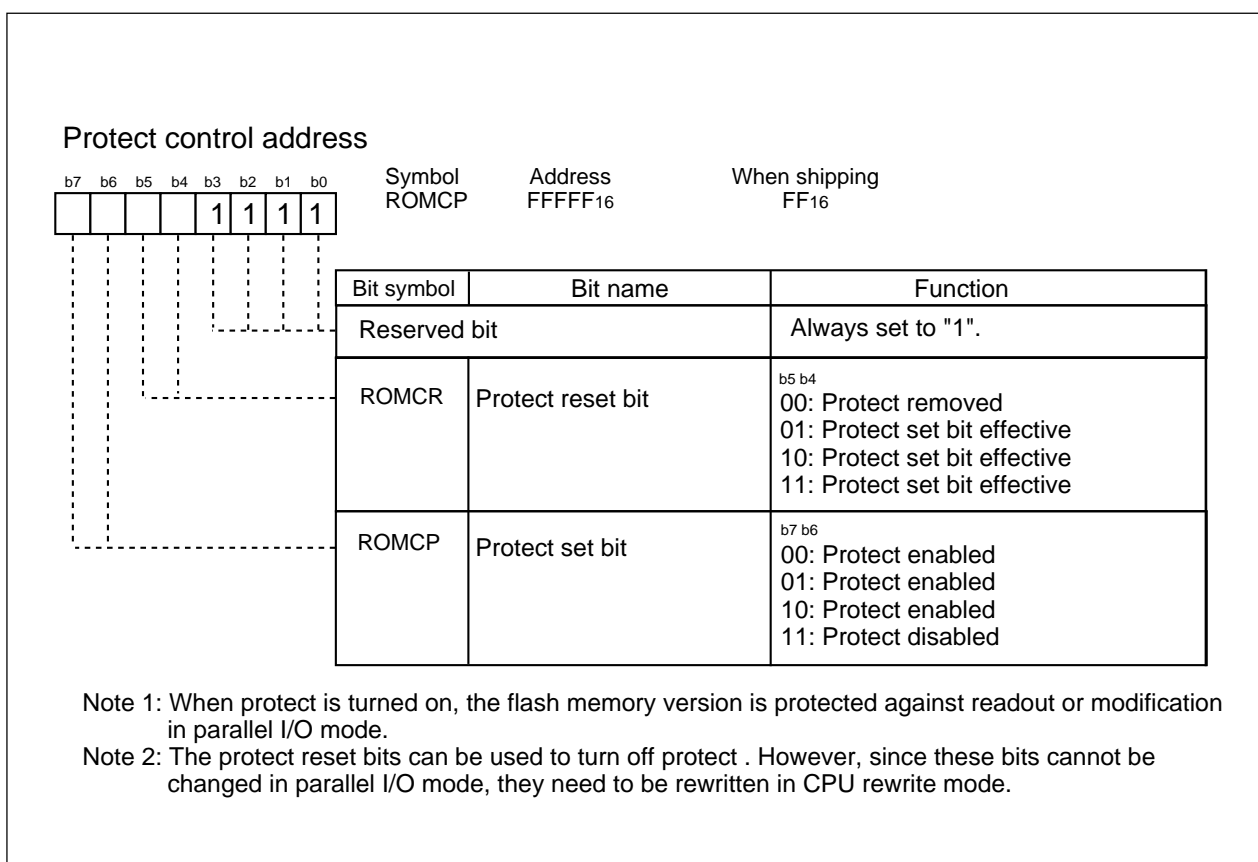 Protect control address
b7 b6 b5 b4 b3 b2 b1 b0
1 1 1 1
Symbol Address When shipping
ROMCP FFFFF16 FF16
Bit symbol Bit name Function
Reserved bit Always set to "1".
ROMCR Protect reset bit
b5 b4
00: Protect removed
01: Protect set bit effective
10: Protect set bit effective
11: Protect set bit effective
ROMCP Protect set bit
b7 b6
00: Protect enabled
01: Protect enabled
10: Protect enabled
11: Protect disabled
Note 1: When protect is turned on, the flash memory version is protected against readout or modification
in parallel I/O mode.
Note 2: The protect reset bits can be used to turn off protect . However, since these bits cannot be
changed in parallel I/O mode, they need to be rewritten in CPU rewrite mode.